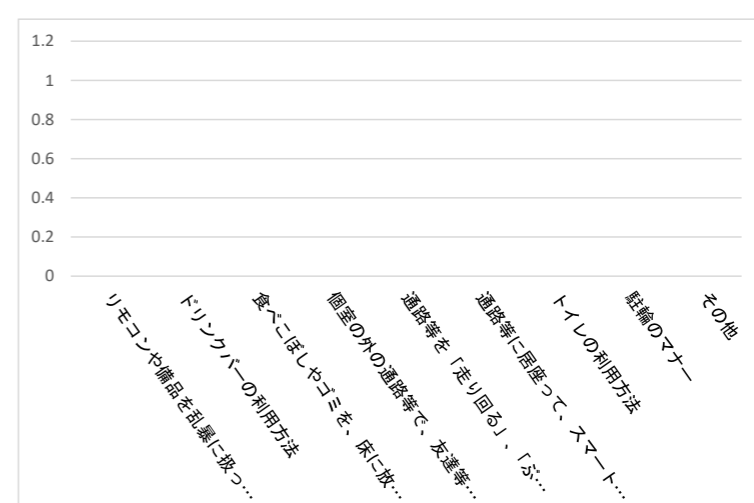 1.2
1
0.8
0.6
0.4
0.2
0
リモコンや備品を乱暴に扱っ…
ドリンクバーの利用方法
食べこぼしやゴミを、床に放…
個室の外の通路等で、友達等…
通路等を「走り回る」、「ぶ…
通路等に居座って、スマート…
トイレの利用方法
駐輪のマナー
その他